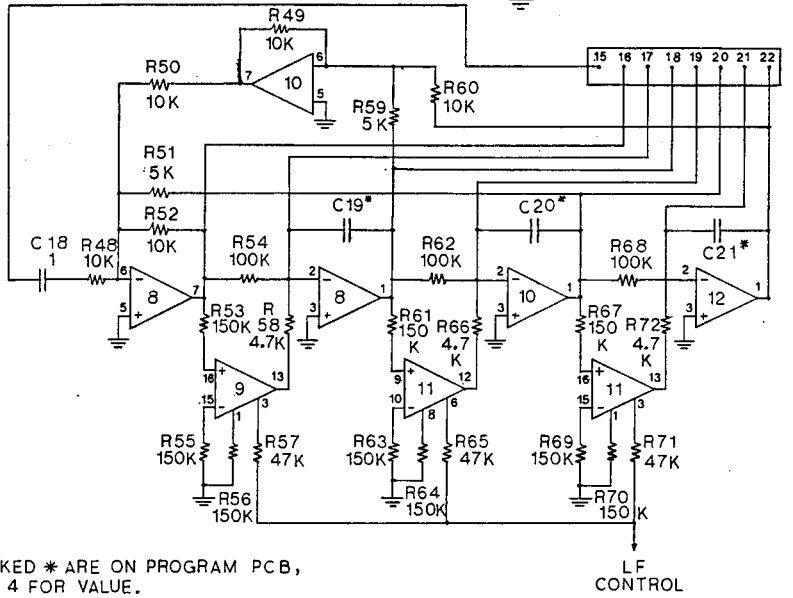 R49
10K
15 16 17 18 19 20 21 22
7
10
6
5
R50
10K
R59
5K
R60
10K
R51
5K
C19*
C20*
C21*
R52
10K
C18
1
R48
10K
R54
100K
R62
100K
R68
100K
6
5
8
7
2
3
8
1
2
3
10
1
2
3
12
1
R53
150K
R
58
4.7K
R61
150
K
R66
4.7
K
R67
150
K
R72
4.7
K
16
15
9
13
1
3
9
10
11
12
8
6
16
15
11
13
1
3
R55
150K
R57
47K
R63
150K
R65
47K
R69
150K
R71
47K
R56
150K
R64
150K
R70
150K
KED * ARE ON PROGRAM PCB,
4 FOR VALUE.
LF
CONTROL